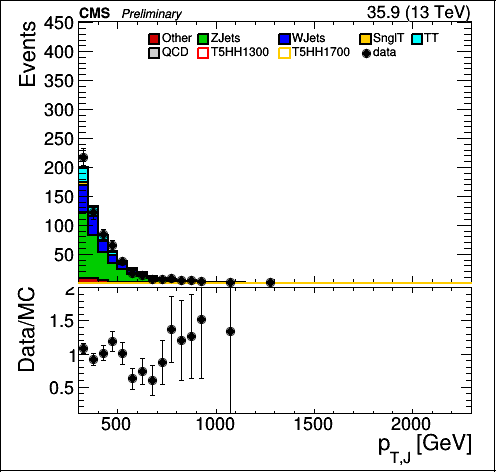 CMS Preliminary 35.9 (13 TeV)
Events
450
400
350
300
250
200
150
100
50
Other ZJets WJets SnglT TT
QCD T5HH1300 T5HH1700 data
Data/MC
2
1.5
1
0.5
500 1000 1500 2000
p_T,J [GeV]